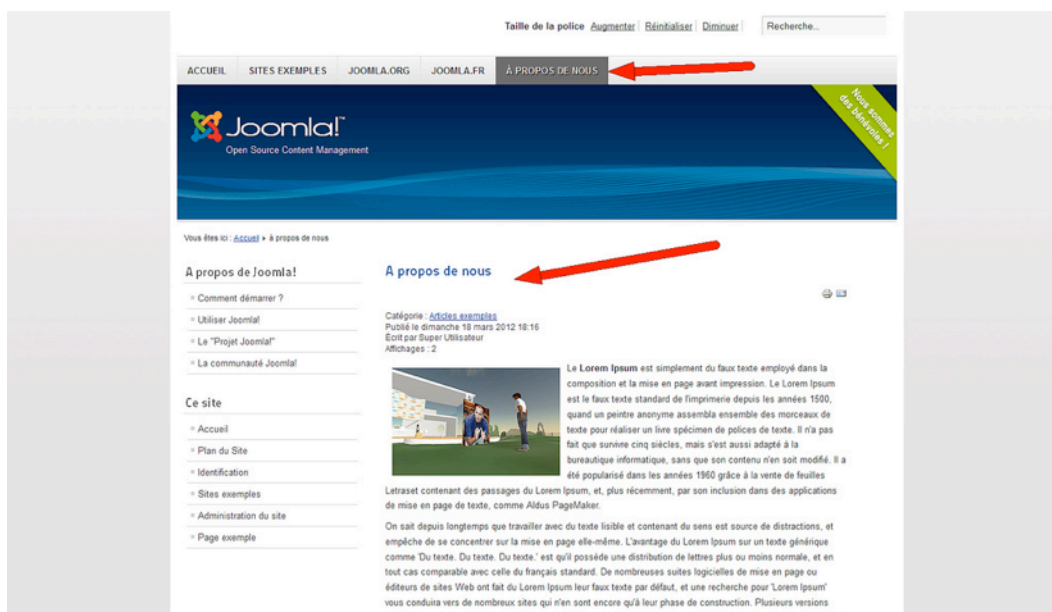 Taille de la police Augmenter Réinitialiser Diminuer Recherche...
ACCUEIL SITES EXEMPLES JOOMLA.ORG JOOMLA.FR À PROPOS DE NOUS
Nous sommes
des bénévoles !
Joomla!™
Open Source Content Management
Vous êtes ici : Accueil ▸ à propos de nous
A propos de Joomla!
Comment démarrer ?
Utiliser Joomla!
Le "Projet Joomla!"
La communauté Joomla!
Ce site
Accueil
Plan du Site
Identification
Sites exemples
Administration du site
Page exemple
A propos de nous
Catégorie : Articles exemples
Publié le dimanche 18 mars 2012 18:16
Écrit par Super Utilisateur
Affichages : 2
Le Lorem Ipsum est simplement du faux texte employé dans la
composition et la mise en page avant impression. Le Lorem Ipsum
est le faux texte standard de l'imprimerie depuis les années 1500,
quand un peintre anonyme assembla ensemble des morceaux de
texte pour réaliser un livre spécimen de polices de texte. Il n'a pas
fait que survivre cinq siècles, mais s'est aussi adapté à la
bureautique informatique, sans que son contenu n'en soit modifié. Il a
été popularisé dans les années 1960 grâce à la vente de feuilles
Letraset contenant des passages du Lorem Ipsum, et, plus récemment, par son inclusion dans des applications
de mise en page de texte, comme Aldus PageMaker.
On sait depuis longtemps que travailler avec du texte lisible et contenant du sens est source de distractions, et
empêche de se concentrer sur la mise en page elle-même. L'avantage du Lorem Ipsum sur un texte générique
comme 'Du texte. Du texte. Du texte.' est qu'il possède une distribution de lettres plus ou moins normale, et en
tout cas comparable avec celle du français standard. De nombreuses suites logicielles de mise en page ou
éditeurs de sites Web ont fait du Lorem Ipsum leur faux texte par défaut, et une recherche pour 'Lorem Ipsum'
vous conduira vers de nombreux sites qui n'en sont encore qu'à leur phase de construction. Plusieurs versions